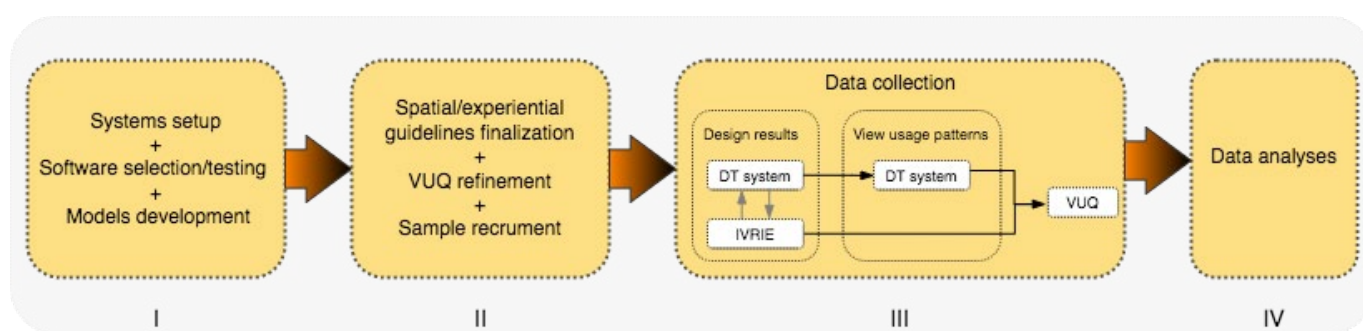 Systems setup
+
Software selection/testing
+
Models development
I
Spatial/experiential
guidelines finalization
+
VUQ refinement
+
Sample recrument
II
Data collection
Design results
DT system
IVRIE
View usage patterns
DT system
VUQ
III
Data analyses
IV